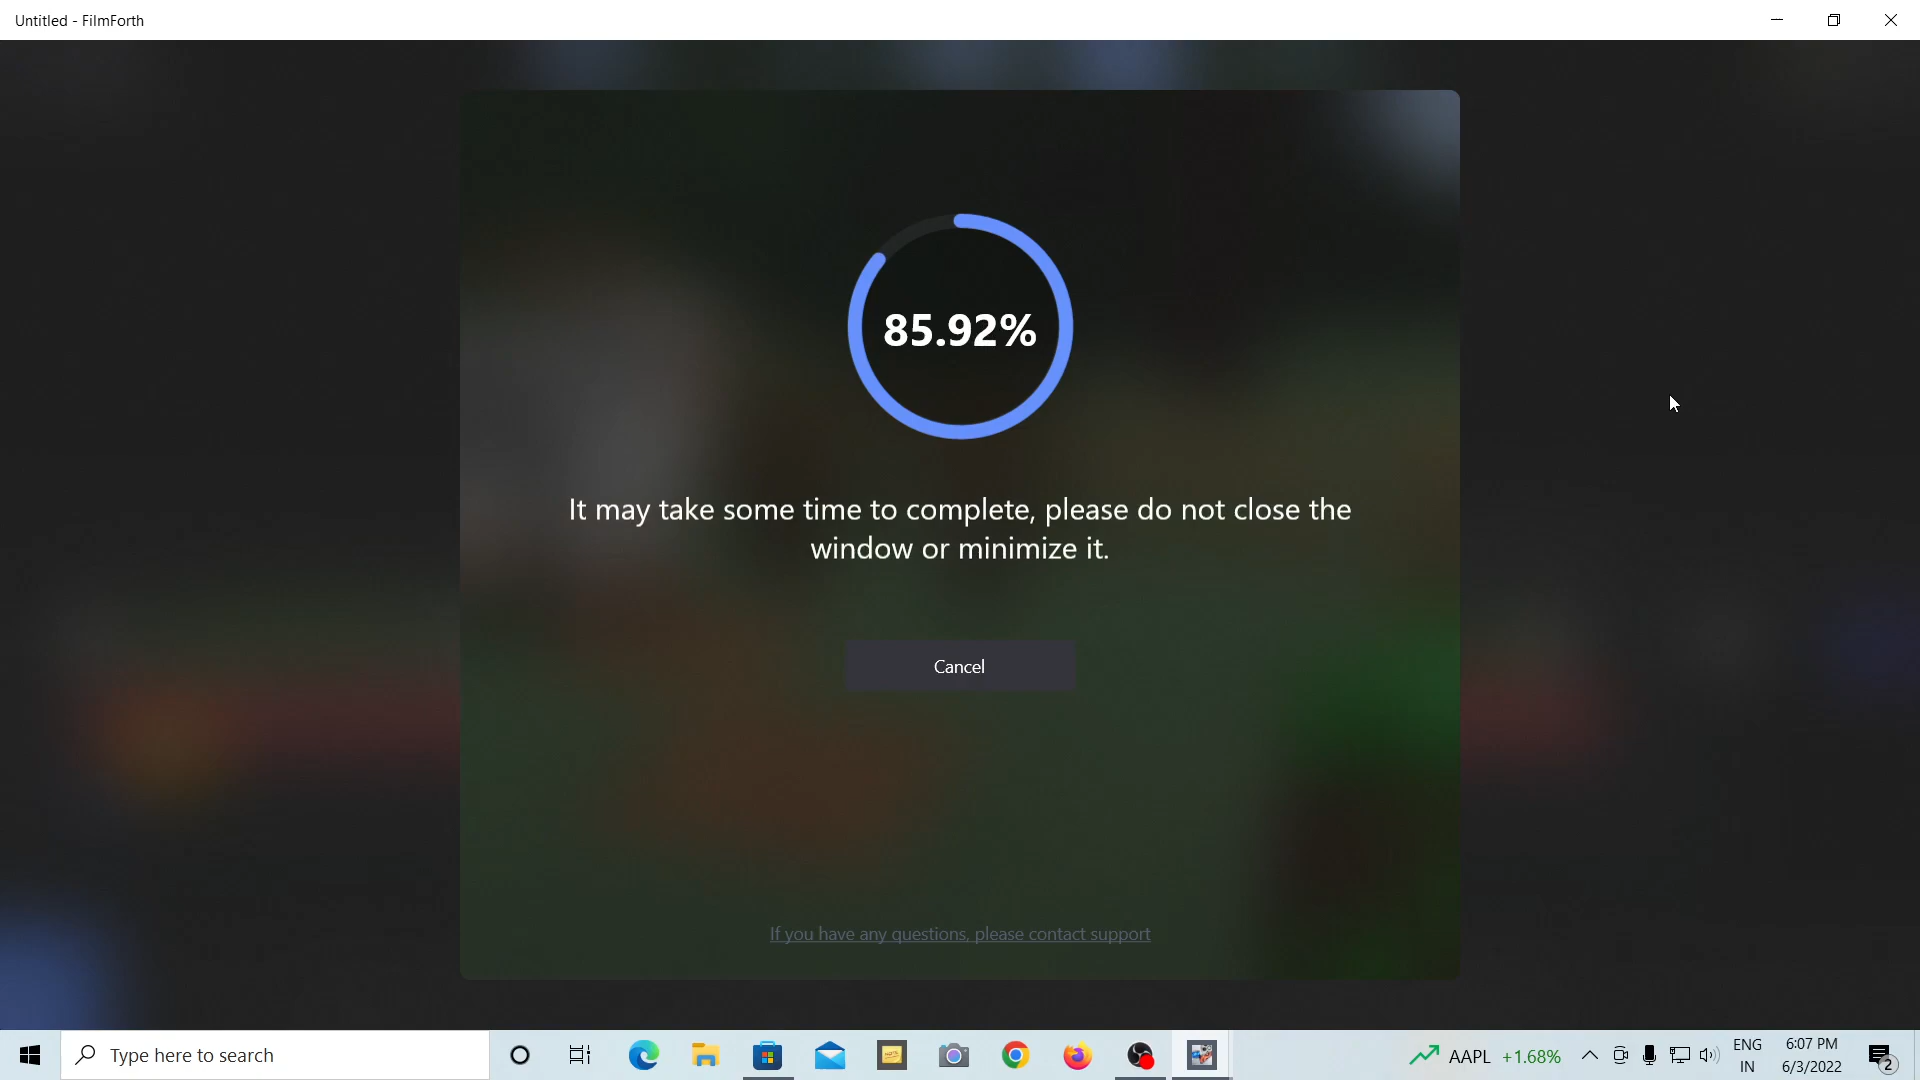 Untitled - FilmForth
85.92%
It may take some time to complete, please do not close the
window or minimize it.
Cancel
If you have any questions, please contact support
Type here to search
AAPL +1.68%
ENG
IN
6:07 PM
6/3/2022
2